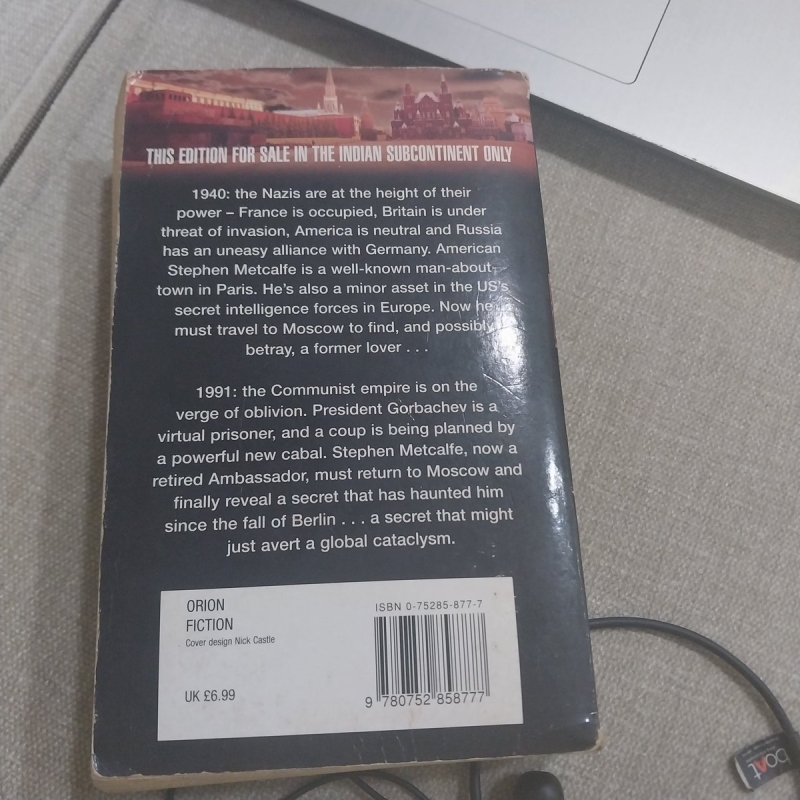 THIS EDITION FOR SALE IN THE INDIAN SUBCONTINENT ONLY
1940: the Nazis are at the height of their
power – France is occupied, Britain is under
threat of invasion, America is neutral and Russia
has an uneasy alliance with Germany. American
Stephen Metcalfe is a well-known man-about-
town in Paris. He's also a minor asset in the US's
secret intelligence forces in Europe. Now he
must travel to Moscow to find, and possibly
betray, a former lover . . .
1991: the Communist empire is on the
verge of oblivion. President Gorbachev is a
virtual prisoner, and a coup is being planned by
a powerful new cabal. Stephen Metcalfe, now a
retired Ambassador, must return to Moscow and
finally reveal a secret that has haunted him
since the fall of Berlin . . . a secret that might
just avert a global cataclysm.
ORION
FICTION
Cover design Nick Castle
UK £6.99
ISBN 0-75285-877-7
9 780752 858777
boAt